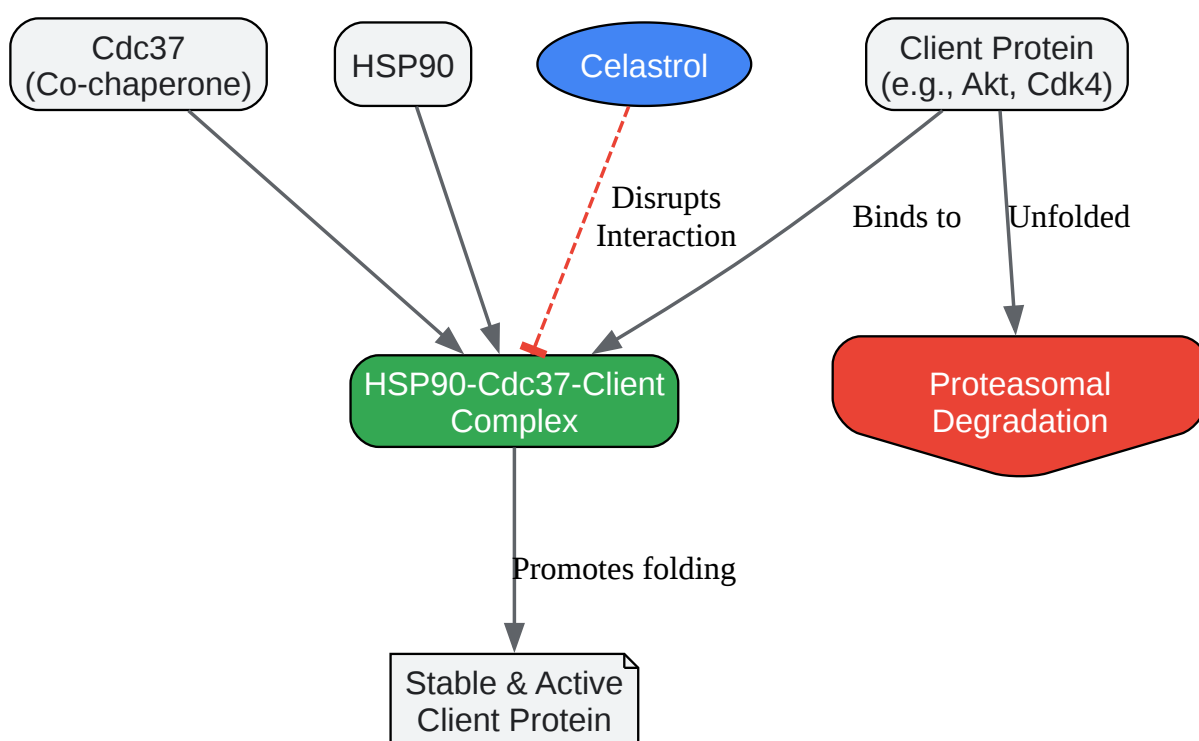 Cdc37
(Co-chaperone)
HSP90
Celastrol
Client Protein
(e.g., Akt, Cdk4)
Disrupts
Interaction
Binds to
Unfolded
HSP90-Cdc37-Client
Complex
Proteasomal
Degradation
Promotes folding
Stable & Active
Client Protein